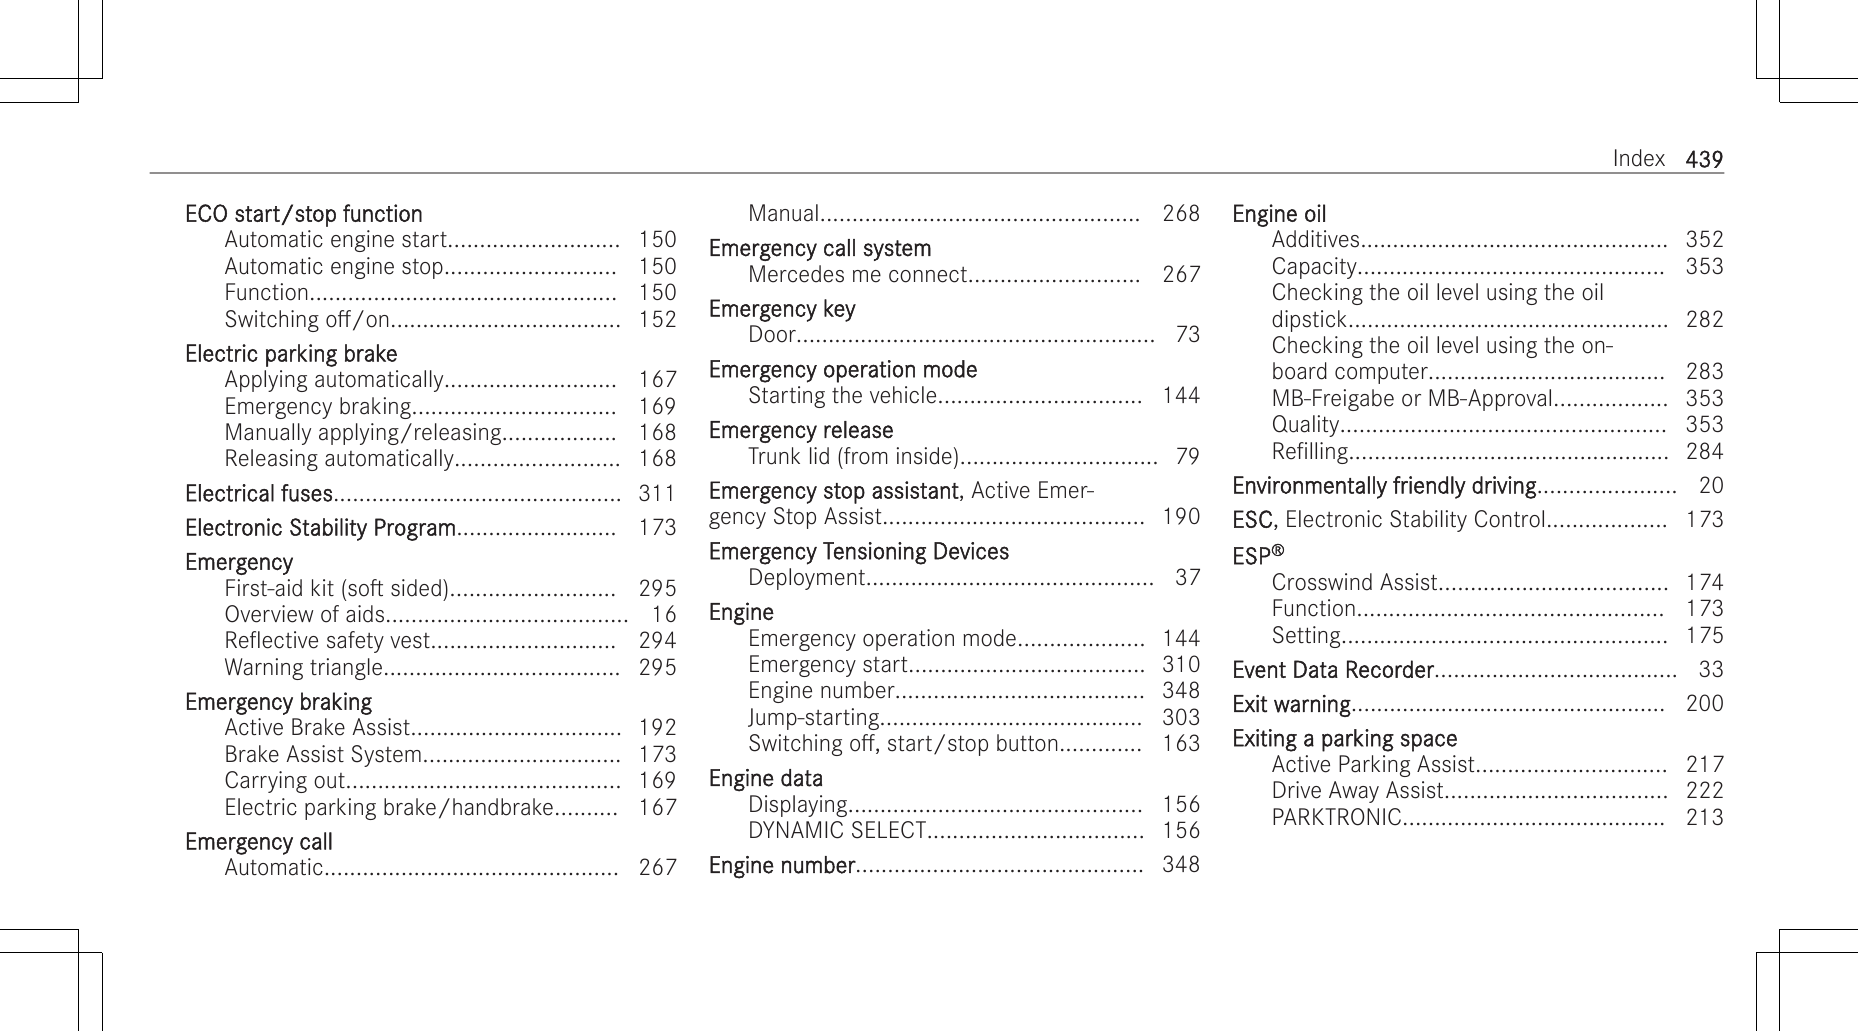 Index 439
ECO start/stop function
Automatic engine start........................... 150
Automatic engine stop........................... 150
Function................................................ 150
Switching off/on.................................... 152
Electric parking brake
Applying automatically........................... 167
Emergency braking................................ 169
Manually applying/releasing.................. 168
Releasing automatically.......................... 168
Electrical fuses............................................. 311
Electronic Stability Program......................... 173
Emergency
First-aid kit (soft sided).......................... 295
Overview of aids...................................... 16
Reflective safety vest............................. 294
Warning triangle..................................... 295
Emergency braking
Active Brake Assist................................. 192
Brake Assist System............................... 173
Carrying out........................................... 169
Electric parking brake/handbrake.......... 167
Emergency call
Automatic.............................................. 267
Manual.................................................. 268
Emergency call system
Mercedes me connect........................... 267
Emergency key
Door........................................................ 73
Emergency operation mode
Starting the vehicle................................ 144
Emergency release
Trunk lid (from inside)............................... 79
Emergency stop assistant, Active Emer-
gency Stop Assist......................................... 190
Emergency Tensioning Devices
Deployment............................................. 37
Engine
Emergency operation mode.................... 144
Emergency start..................................... 310
Engine number....................................... 348
Jump-starting......................................... 303
Switching off, start/stop button............. 163
Engine data
Displaying.............................................. 156
DYNAMIC SELECT.................................. 156
Engine number............................................. 348
Engine oil
Additives................................................ 352
Capacity................................................ 353
Checking the oil level using the oil
dipstick.................................................. 282
Checking the oil level using the on-
board computer..................................... 283
MB-Freigabe or MB-Approval.................. 353
Quality................................................... 353
Refilling.................................................. 284
Environmentally friendly driving...................... 20
ESC, Electronic Stability Control................... 173
ESP®
Crosswind Assist.................................... 174
Function................................................ 173
Setting................................................... 175
Event Data Recorder...................................... 33
Exit warning................................................. 200
Exiting a parking space
Active Parking Assist.............................. 217
Drive Away Assist................................... 222
PARKTRONIC......................................... 213